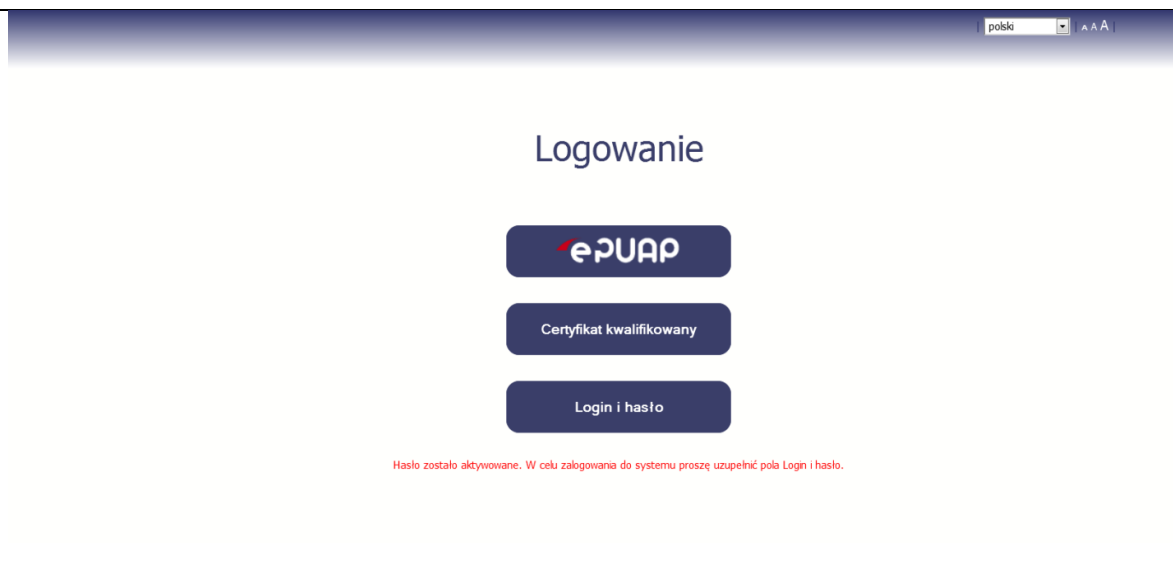 polski
A A A
Logowanie
ePUAP
Certyfikat kwalifikowany
Login i hasło
Hasło zostało aktywowane. W celu zalogowania do systemu proszę uzupełnić pola Login i hasło.